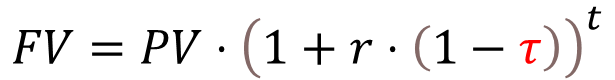 FV = PV · (1 + r · (1 − τ))^t